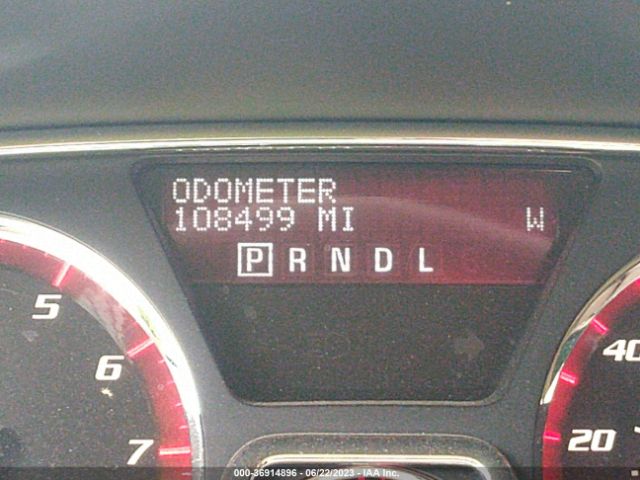 ODOMETER
108499 MI W
P R N D L
5
6
7
40
20
000-36914896 - 06/22/2023 - IAA Inc.